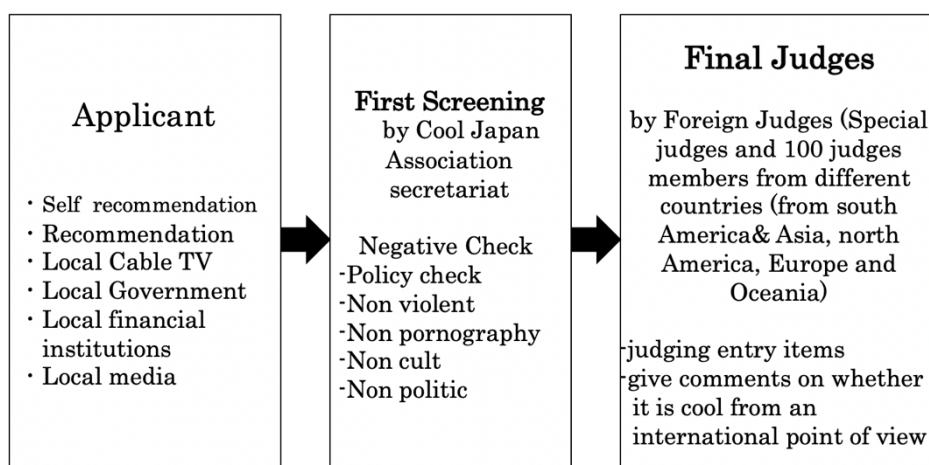 Applicant
・Self recommendation
・Recommendation
・Local Cable TV
・Local Government
・Local financial
institutions
・Local media
First Screening
by Cool Japan
Association
secretariat
Negative Check
-Policy check
-Non violent
-Non pornography
-Non cult
-Non politic
Final Judges
by Foreign Judges (Special
judges and 100 judges
members from different
countries (from south
America& Asia, north
America, Europe and
Oceania)
-judging entry items
-give comments on whether
it is cool from an
international point of view